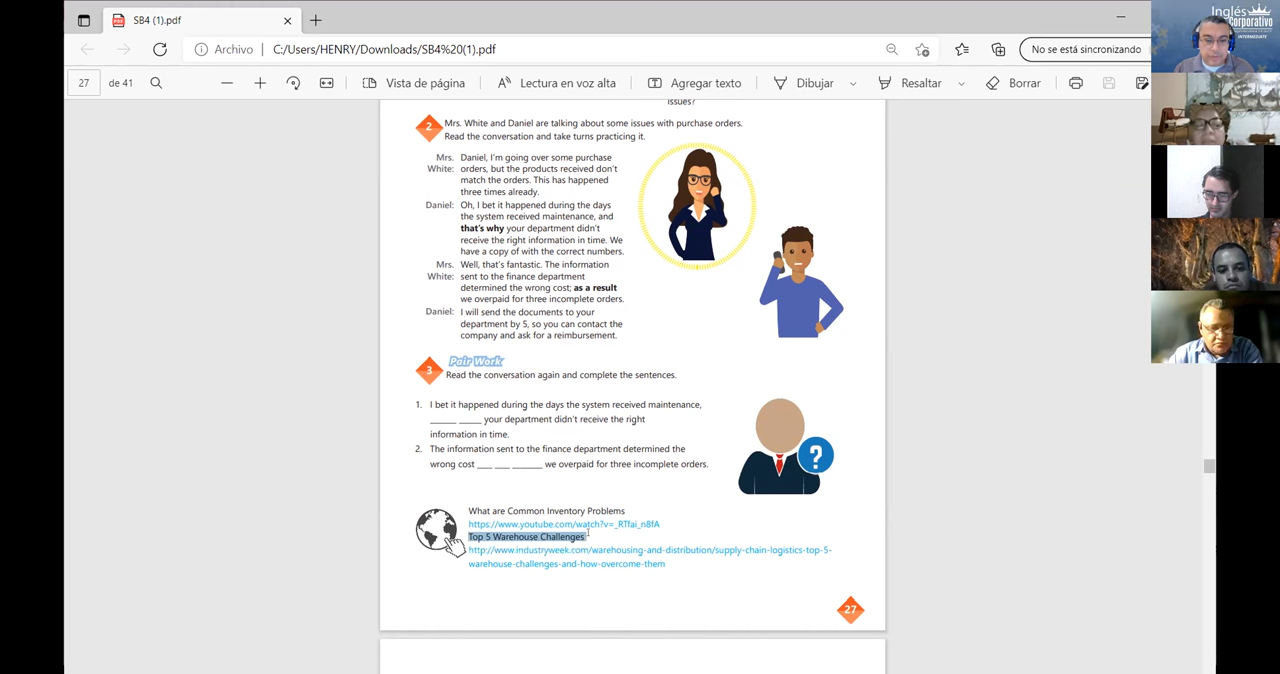 SB4 (1).pdf
Archivo
C:/Users/HENRY/Downloads/SB4%20(1).pdf
No se está sincronizando
27
de 41
Vista de página
Lectura en voz alta
Agregar texto
Dibujar
Resaltar
Borrar
Inglés
Corporativo
INTERMEDIATE
issues?
2
Mrs. White and Daniel are talking about some issues with purchase orders.
Read the conversation and take turns practicing it.
Mrs. Daniel, I'm going over some purchase
White: orders, but the products received don't
match the orders. This has happened
three times already.
Daniel: Oh, I bet it happened during the days
the system received maintenance, and
that's why your department didn't
receive the right information in time. We
have a copy of with the correct numbers.
Mrs. Well, that's fantastic. The information
White: sent to the finance department
determined the wrong cost; as a result
we overpaid for three incomplete orders.
Daniel: I will send the documents to your
department by 5, so you can contact the
company and ask for a reimbursement.
3
Pair Work
Read the conversation again and complete the sentences.
1. I bet it happened during the days the system received maintenance,
______ _____ your department didn't receive the right
information in time.
2. The information sent to the finance department determined the
wrong cost ____ ____ ________ we overpaid for three incomplete orders.
?
What are Common Inventory Problems
https://www.youtube.com/watch?v=_RTfai_n8fA
Top 5 Warehouse Challenges
http://www.industryweek.com/warehousing-and-distribution/supply-chain-logistics-top-5-
warehouse-challenges-and-how-overcome-them
27